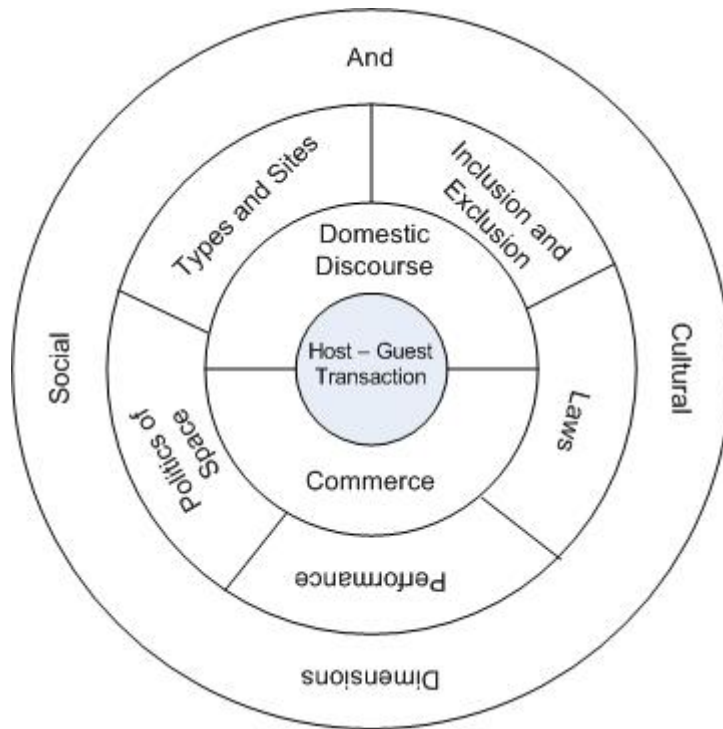 Social
And
Cultural
Dimensions
Types and Sites
Inclusion and
Exclusion
Laws
Performance
Politics of
Space
Domestic
Discourse
Host – Guest
Transaction
Commerce